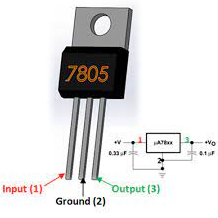 7805
Input (1)
Ground (2)
Output (3)
+V
1
µA78xx
3
+Vo
2
0.33 µF
0.1 µF